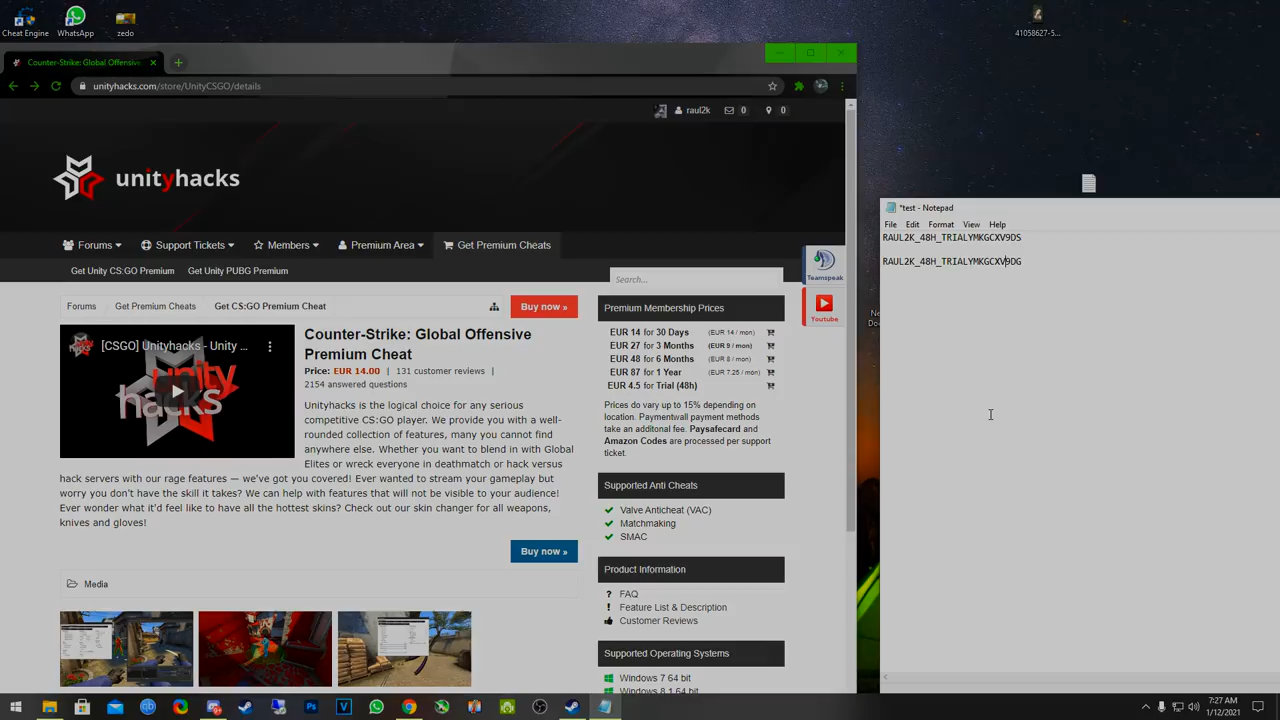 Cheat Engine
WhatsApp
zedo
41058627-5...
Counter-Strike: Global Offensive
unityhacks.com/store/UnityCSGO/details
raul2k
0
0
unityhacks
Forums
Support Tickets
Members
Premium Area
Get Premium Cheats
Get Unity CS:GO Premium
Get Unity PUBG Premium
Search...
Teamspeak
Youtube
Forums
Get Premium Cheats
Get CS:GO Premium Cheat
Buy now »
[CSGO] Unityhacks - Unity ...
unity
hacks
Counter-Strike: Global Offensive
Premium Cheat
Price: EUR 14.00 | 131 customer reviews |
2154 answered questions
Unityhacks is the logical choice for any serious
competitive CS:GO player. We provide you with a well-
rounded collection of features, many you cannot find
anywhere else. Whether you want to blend in with Global
Elites or wreck everyone in deathmatch or hack versus
hack servers with our rage features — we've got you covered! Ever wanted to stream your gameplay but
worry you don't have the skill it takes? We can help with features that will not be visible to your audience!
Ever wonder what it'd feel like to have all the hottest skins? Check out our skin changer for all weapons,
knives and gloves!
Buy now »
Media
Premium Membership Prices
EUR 14 for 30 Days (EUR 14 / mon)
EUR 27 for 3 Months (EUR 9 / mon)
EUR 48 for 6 Months (EUR 8 / mon)
EUR 87 for 1 Year (EUR 7.25 / mon)
EUR 4.5 for Trial (48h)
Prices do vary up to 15% depending on
location. Paymentwall payment methods
take an additonal fee. Paysafecard and
Amazon Codes are processed per support
ticket.
Supported Anti Cheats
Valve Anticheat (VAC)
Matchmaking
SMAC
Product Information
FAQ
Feature List & Description
Customer Reviews
Supported Operating Systems
Windows 7 64 bit
Windows 8.1 64 bit
*test - Notepad
File Edit Format View Help
RAUL2K_48H_TRIALYMKGCXV9DS
RAUL2K_48H_TRIALYMKGCXV9DG
7:27 AM
1/12/2021